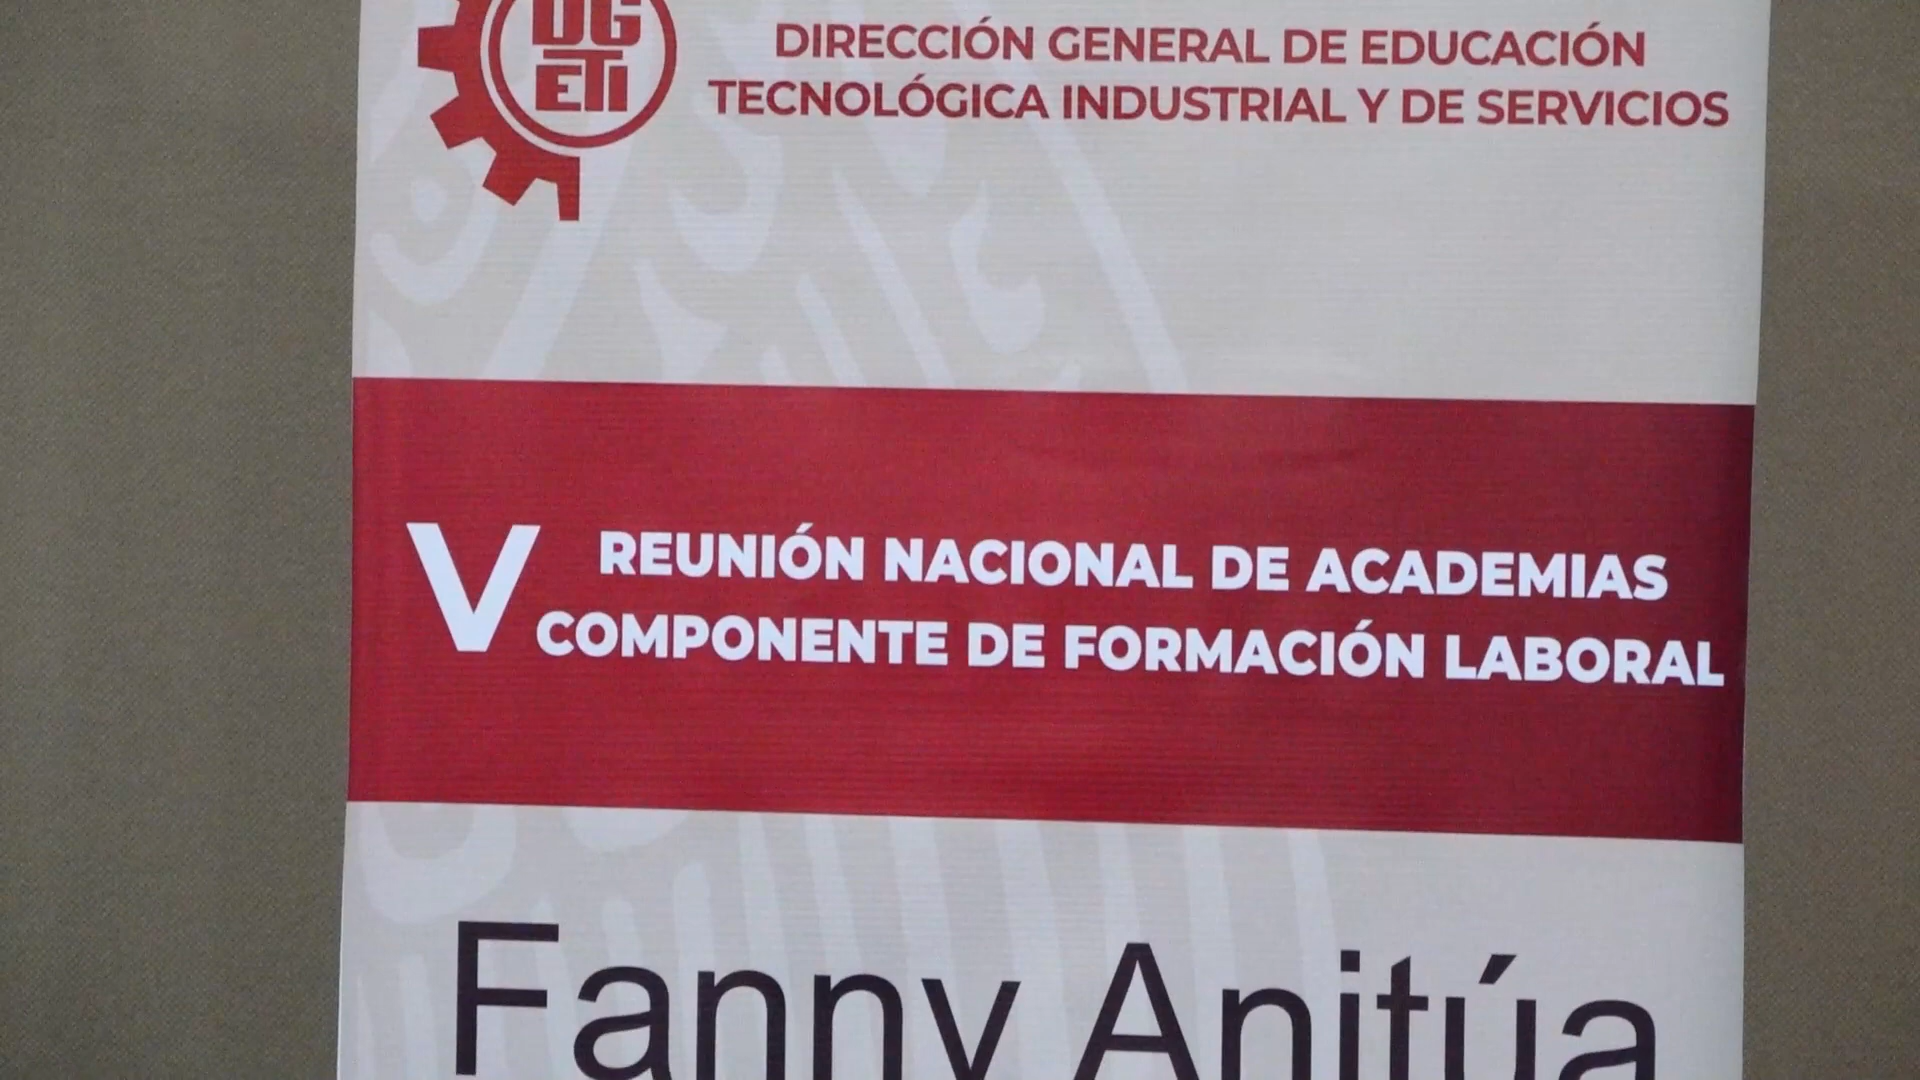 DG
ETI
DIRECCIÓN GENERAL DE EDUCACIÓN
TECNOLÓGICA INDUSTRIAL Y DE SERVICIOS
V
REUNIÓN NACIONAL DE ACADEMIAS
COMPONENTE DE FORMACIÓN LABORAL
Fanny Anitúa